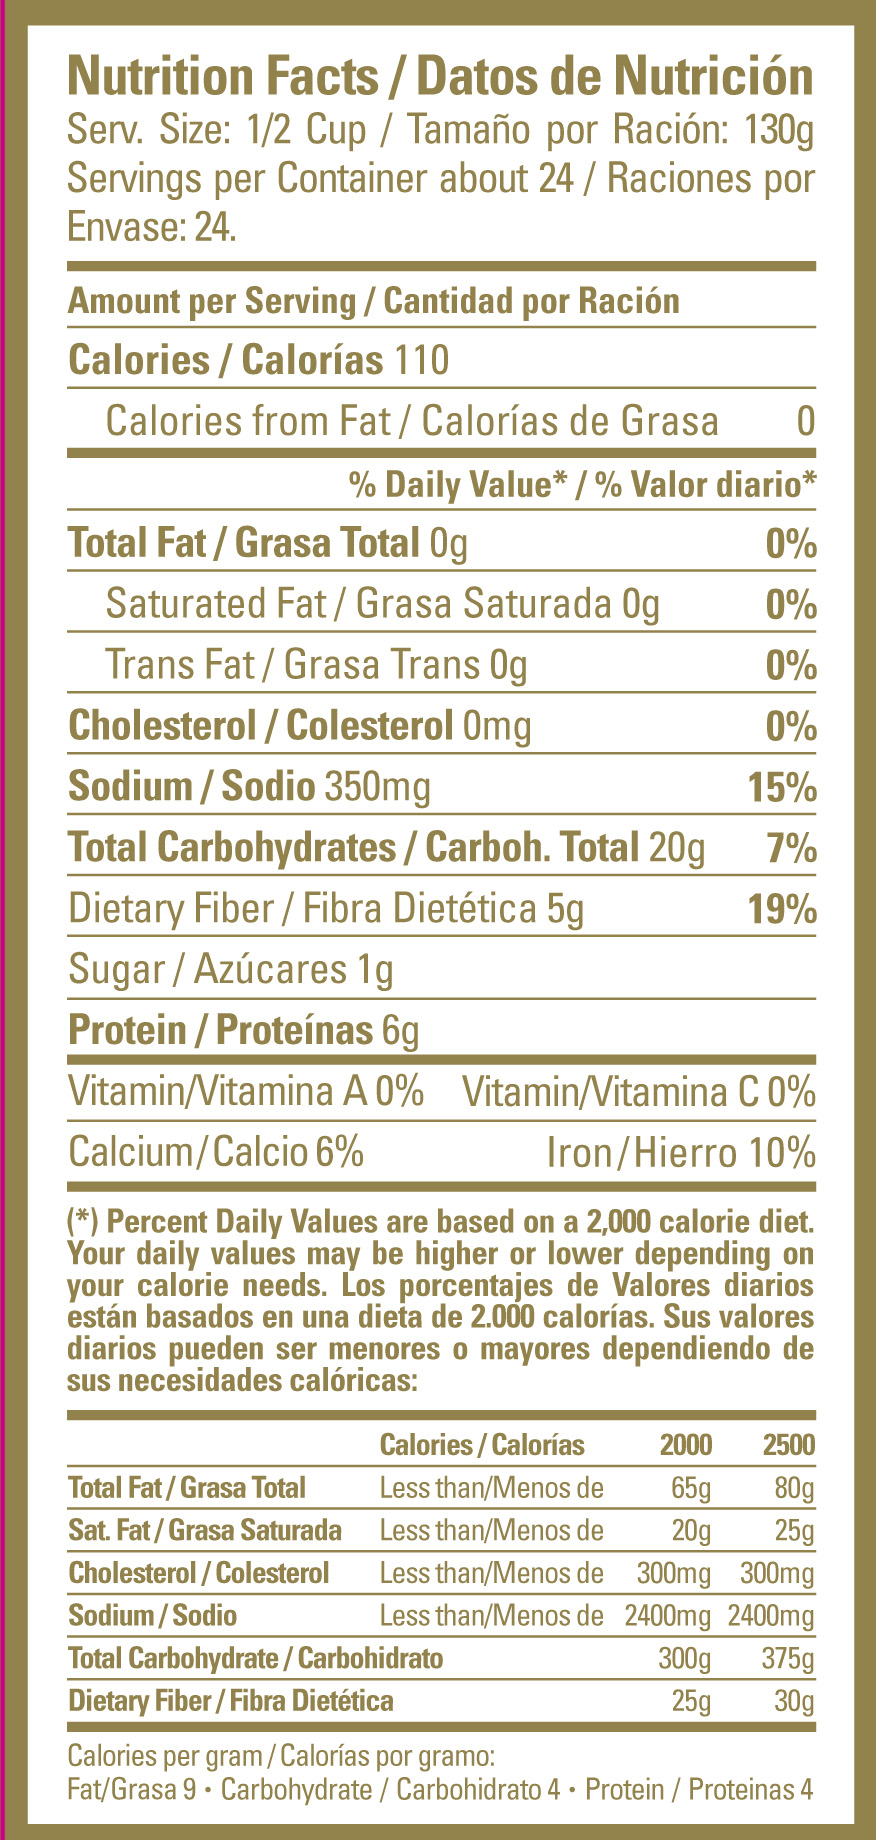 Nutrition Facts / Datos de Nutrición
Serv. Size: 1/2 Cup / Tamaño por Ración: 130g
Servings per Container about 24 / Raciones por
Envase: 24.
Amount per Serving / Cantidad por Ración
Calories / Calorías 110
Calories from Fat / Calorías de Grasa 0
% Daily Value* / % Valor diario*
Total Fat / Grasa Total 0g 0%
Saturated Fat / Grasa Saturada 0g 0%
Trans Fat / Grasa Trans 0g 0%
Cholesterol / Colesterol 0mg 0%
Sodium / Sodio 350mg 15%
Total Carbohydrates / Carboh. Total 20g 7%
Dietary Fiber / Fibra Dietética 5g 19%
Sugar / Azúcares 1g
Protein / Proteínas 6g
Vitamin/Vitamina A 0% Vitamin/Vitamina C 0%
Calcium/Calcio 6% Iron/Hierro 10%
(*) Percent Daily Values are based on a 2,000 calorie diet.
Your daily values may be higher or lower depending on
your calorie needs. Los porcentajes de Valores diarios
están basados en una dieta de 2.000 calorías. Sus valores
diarios pueden ser menores o mayores dependiendo de
sus necesidades calóricas:
Calories / Calorías 2000 2500
Total Fat / Grasa Total Less than/Menos de 65g 80g
Sat. Fat / Grasa Saturada Less than/Menos de 20g 25g
Cholesterol / Colesterol Less than/Menos de 300mg 300mg
Sodium / Sodio Less than/Menos de 2400mg 2400mg
Total Carbohydrate / Carbohidrato 300g 375g
Dietary Fiber / Fibra Dietética 25g 30g
Calories per gram / Calorías por gramo:
Fat/Grasa 9 • Carbohydrate / Carbohidrato 4 • Protein / Proteinas 4